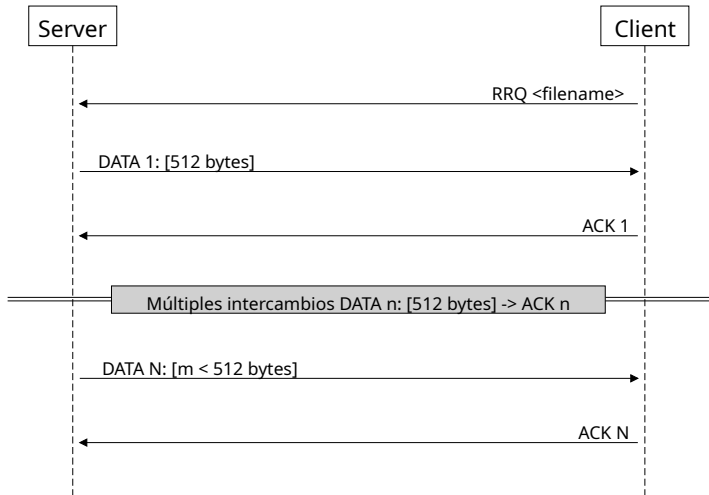 Server
Client
RRQ <filename>
DATA 1: [512 bytes]
ACK 1
Múltiples intercambios DATA n: [512 bytes] -> ACK n
DATA N: [m < 512 bytes]
ACK N